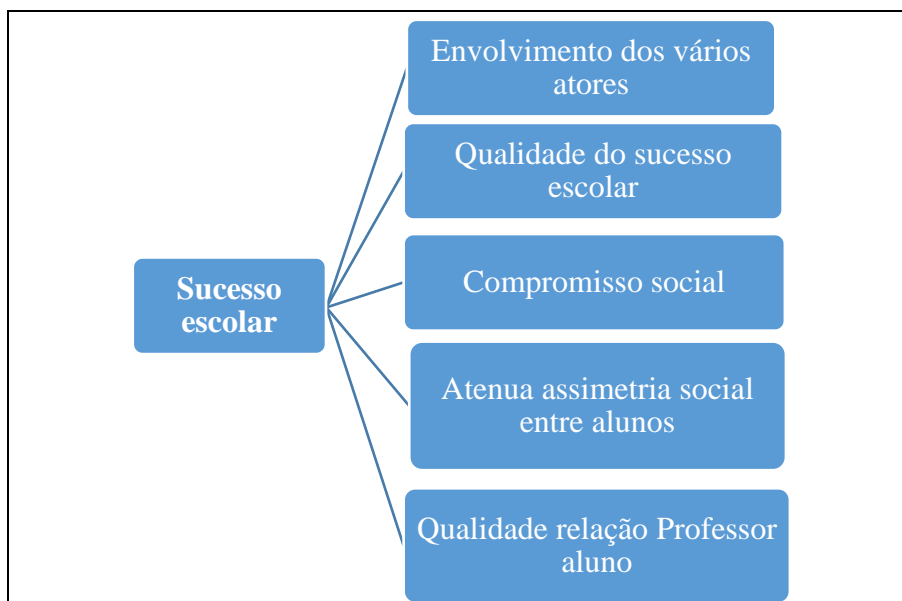 Envolvimento dos vários
atores
Qualidade do sucesso
escolar
Sucesso
escolar
Compromisso social
Atenua assimetria social
entre alunos
Qualidade relação Professor
aluno